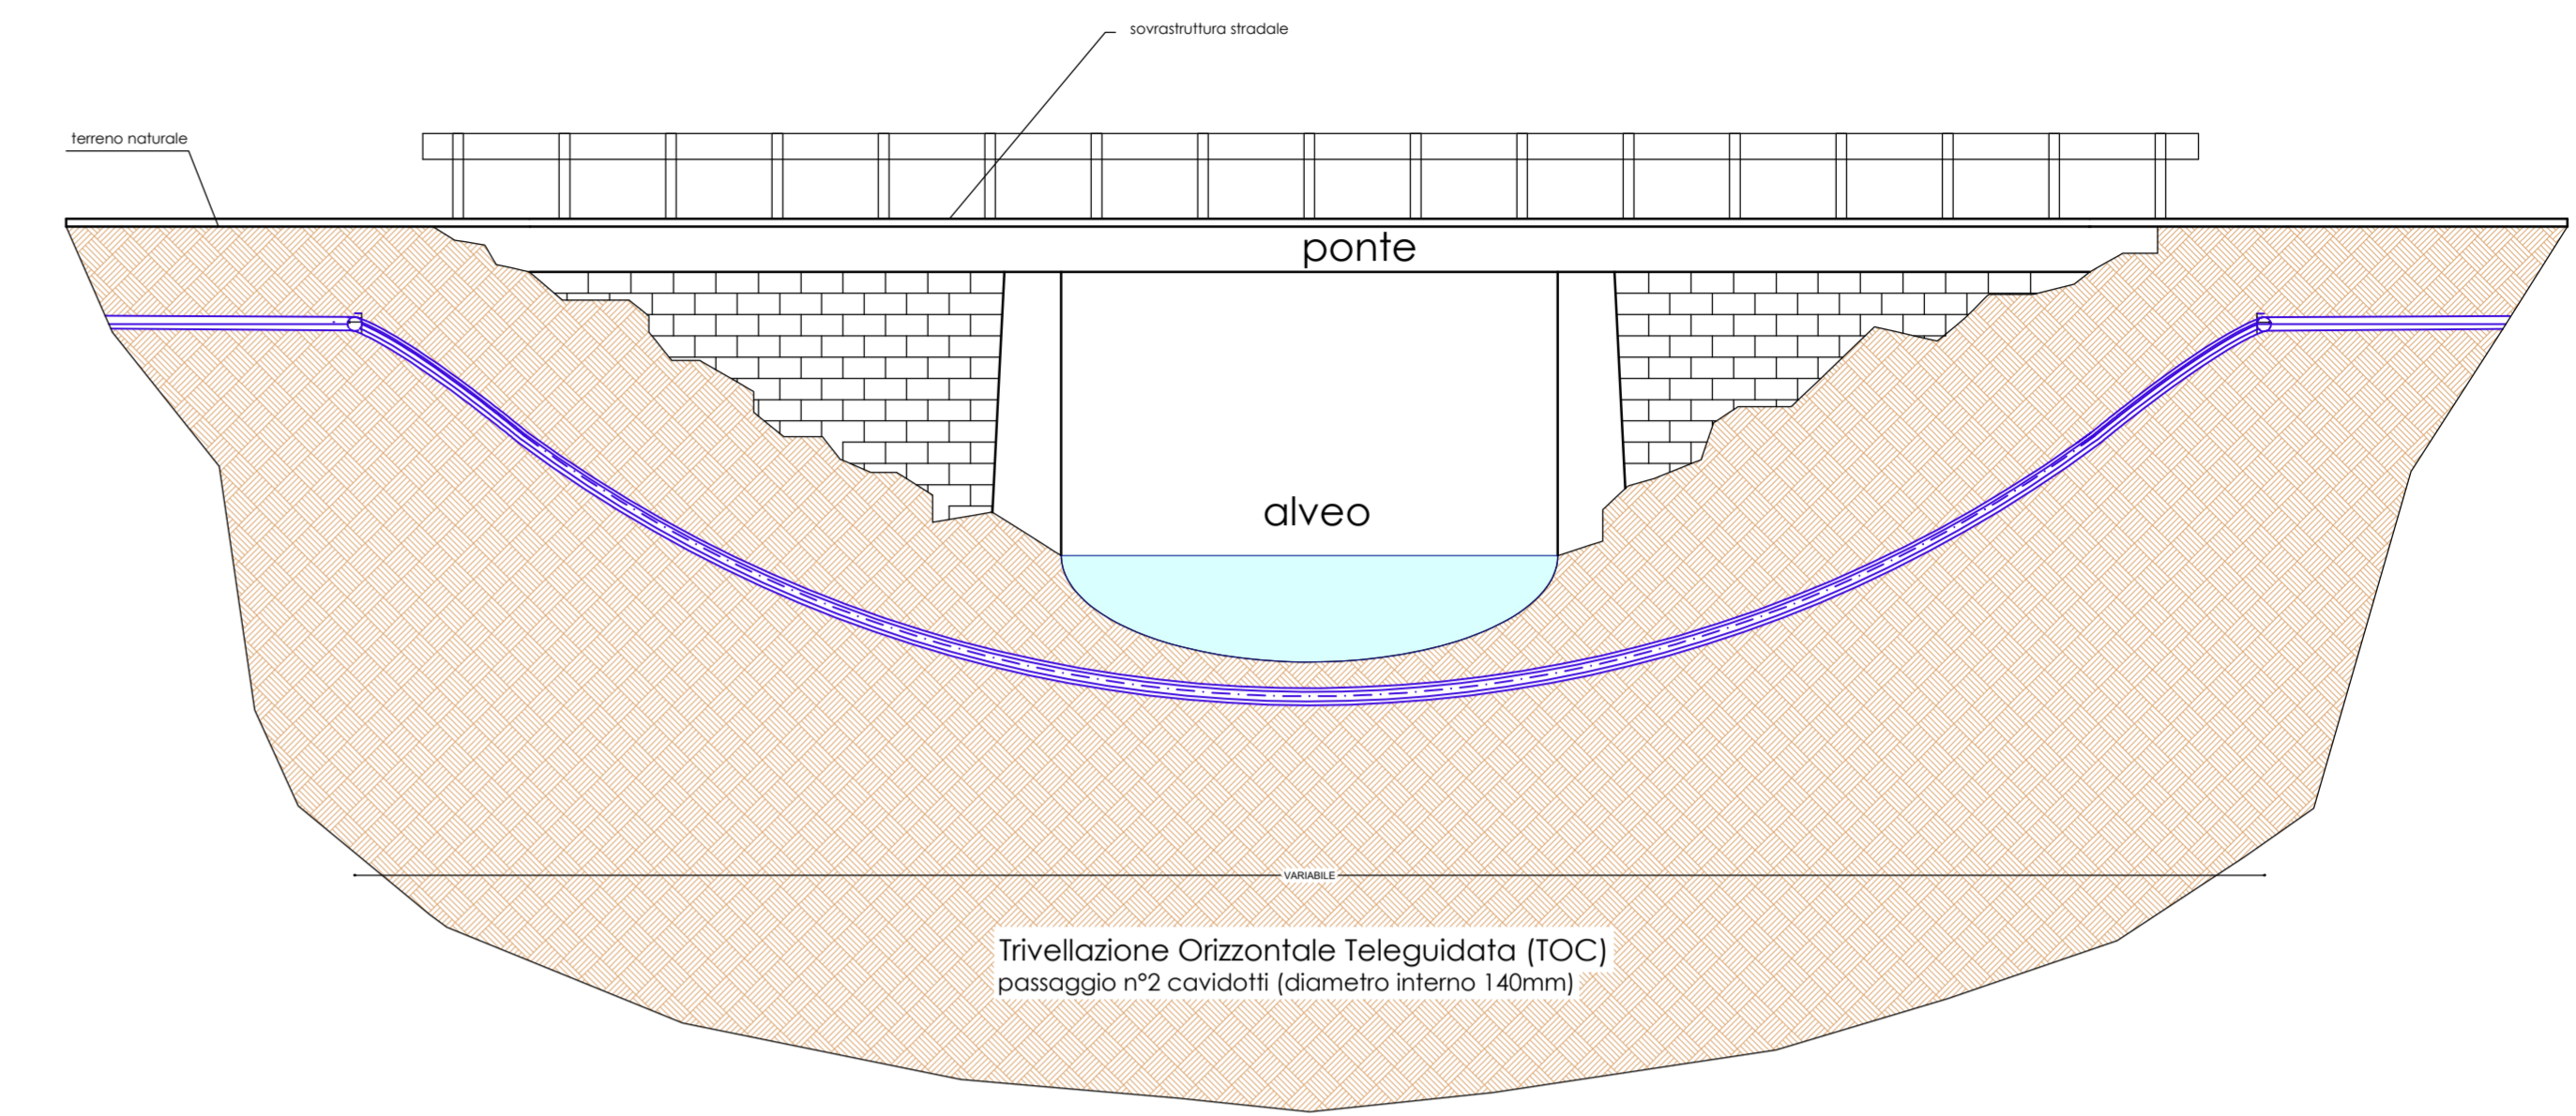 sovrastruttura stradale
terreno naturale
ponte
alveo
VARIABILE
Trivellazione Orizzontale Teleguidata (TOC)
passaggio n°2 cavidotti (diametro interno 140mm)